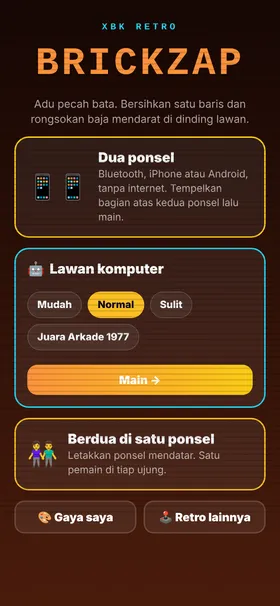 XBK RETRO
BRICKZAP
Adu pecah bata. Bersihkan satu baris dan
rongsokan baja mendarat di dinding lawan.
Dua ponsel
Bluetooth, iPhone atau Android,
tanpa internet. Tempelkan
bagian atas kedua ponsel lalu
main.
Lawan komputer
Mudah
Normal
Sulit
Juara Arkade 1977
Main →
Berdua di satu ponsel
Letakkan ponsel mendatar. Satu
pemain di tiap ujung.
Gaya saya
Retro lainnya